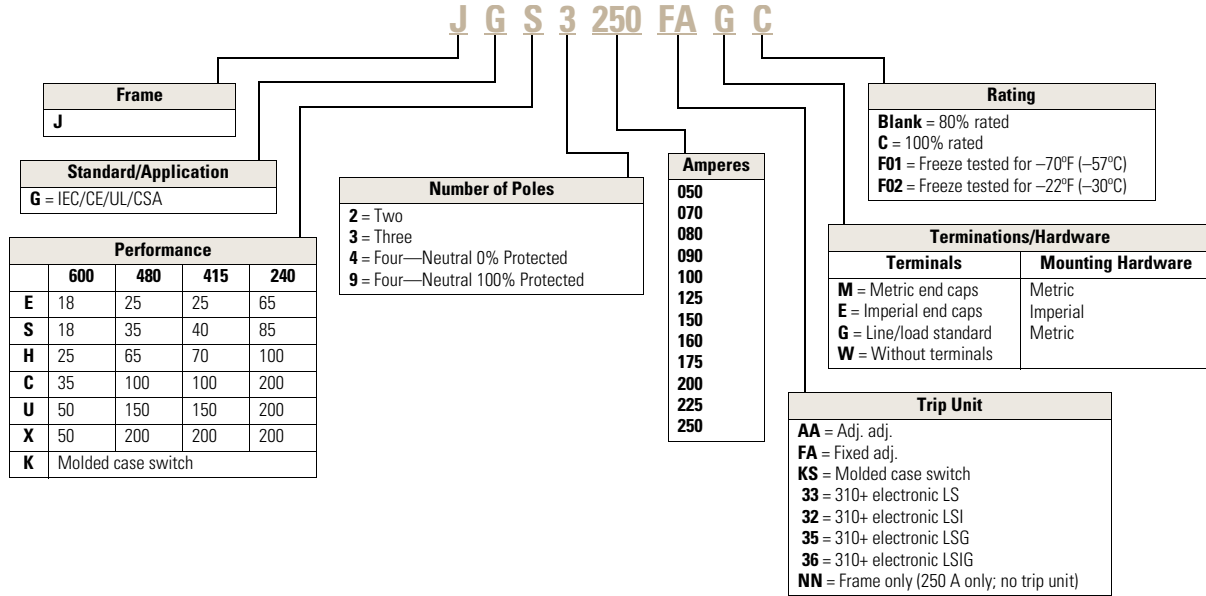 J G S 3 250 FA G C
Frame
J
Standard/Application
G = IEC/CE/UL/CSA
Performance
600 480 415 240
E 18 25 25 65
S 18 35 40 85
H 25 65 70 100
C 35 100 100 200
U 50 150 150 200
X 50 200 200 200
K Molded case switch
Number of Poles
2 = Two
3 = Three
4 = Four—Neutral 0% Protected
9 = Four—Neutral 100% Protected
Amperes
050
070
080
090
100
125
150
160
175
200
225
250
Rating
Blank = 80% rated
C = 100% rated
F01 = Freeze tested for –70ºF (–57ºC)
F02 = Freeze tested for –22ºF (–30ºC)
Terminations/Hardware
Terminals Mounting Hardware
M = Metric end caps Metric
E = Imperial end caps Imperial
G = Line/load standard Metric
W = Without terminals
Trip Unit
AA = Adj. adj.
FA = Fixed adj.
KS = Molded case switch
33 = 310+ electronic LS
32 = 310+ electronic LSI
35 = 310+ electronic LSG
36 = 310+ electronic LSIG
NN = Frame only (250 A only; no trip unit)